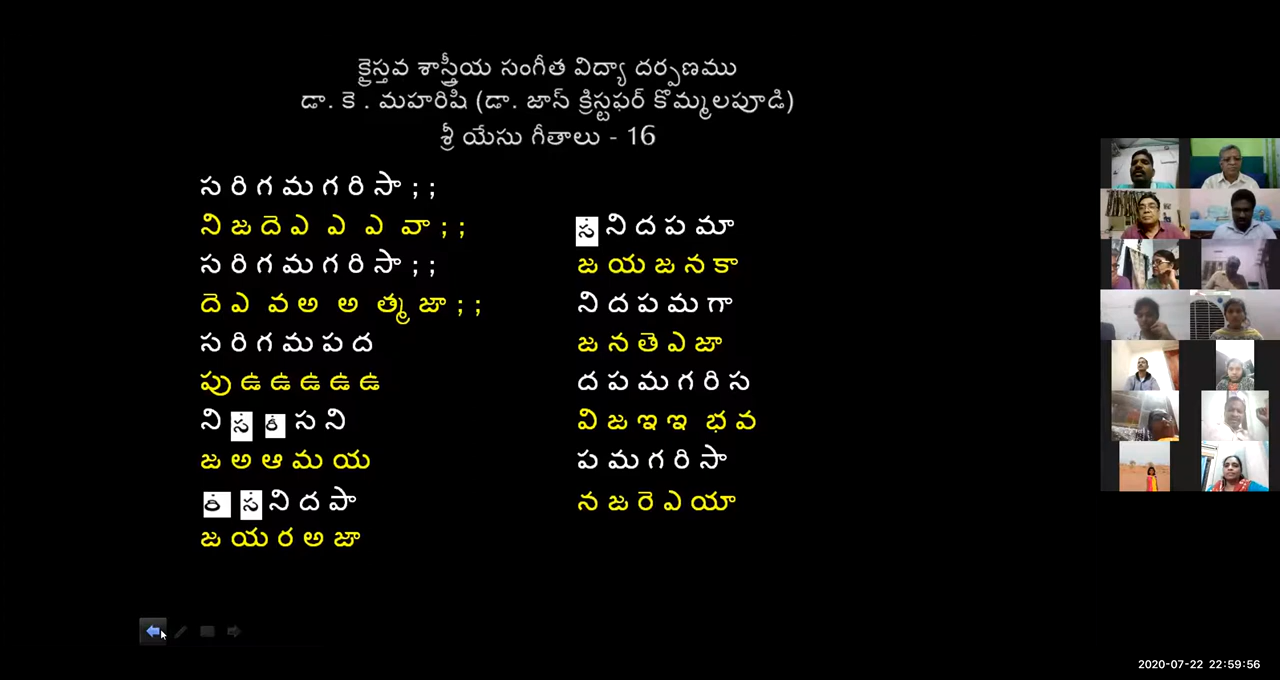 కైస్తవ శాస్త్రీయ సంగీత విద్యా దర్పణము
డా. కె . మహరిషి (డా. జాస్ క్రిస్టఫర్ కొమ్మలపూడి)
శ్రీ యేసు గీతాలు - 16
స రి గ మ గ రి సా ; ;
ని జ దె ఎ ఎ ఎ వా ; ;
స రి గ మ గ రి సా ; ;
దె ఎ వ అ అ త్మ జా ; ;
స రి గ మ ప ద
పు ఉ ఉ ఉ ఉ ఉ
ని స రి స ని
జ అ ఆ మ య
రి స ని ద పా
జ య ర అ జా
స ని ద ప మా
జ య జ న కా
ని ద ప మ గా
జ న తె ఎ జా
ద ప మ గ రి స
వి జ ఇ ఇ భ వ
ప మ గ రి సా
న జ రె ఎ యా
2020-07-22 22:59:56